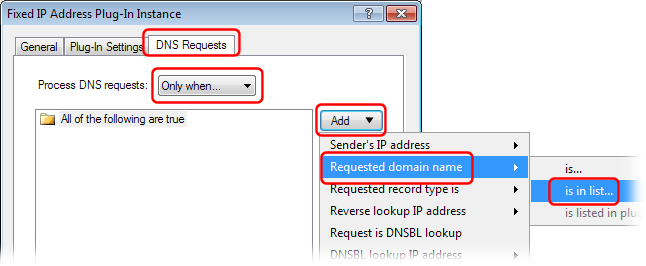 Fixed IP Address Plug-In Instance
General
Plug-In Settings
DNS Requests
Process DNS requests:
Only when...
All of the following are true
Add
Sender's IP address
Requested domain name
Requested record type is
Reverse lookup IP address
Request is DNSBL lookup
DNSBL lookup IP address
is...
is in list...
is listed in